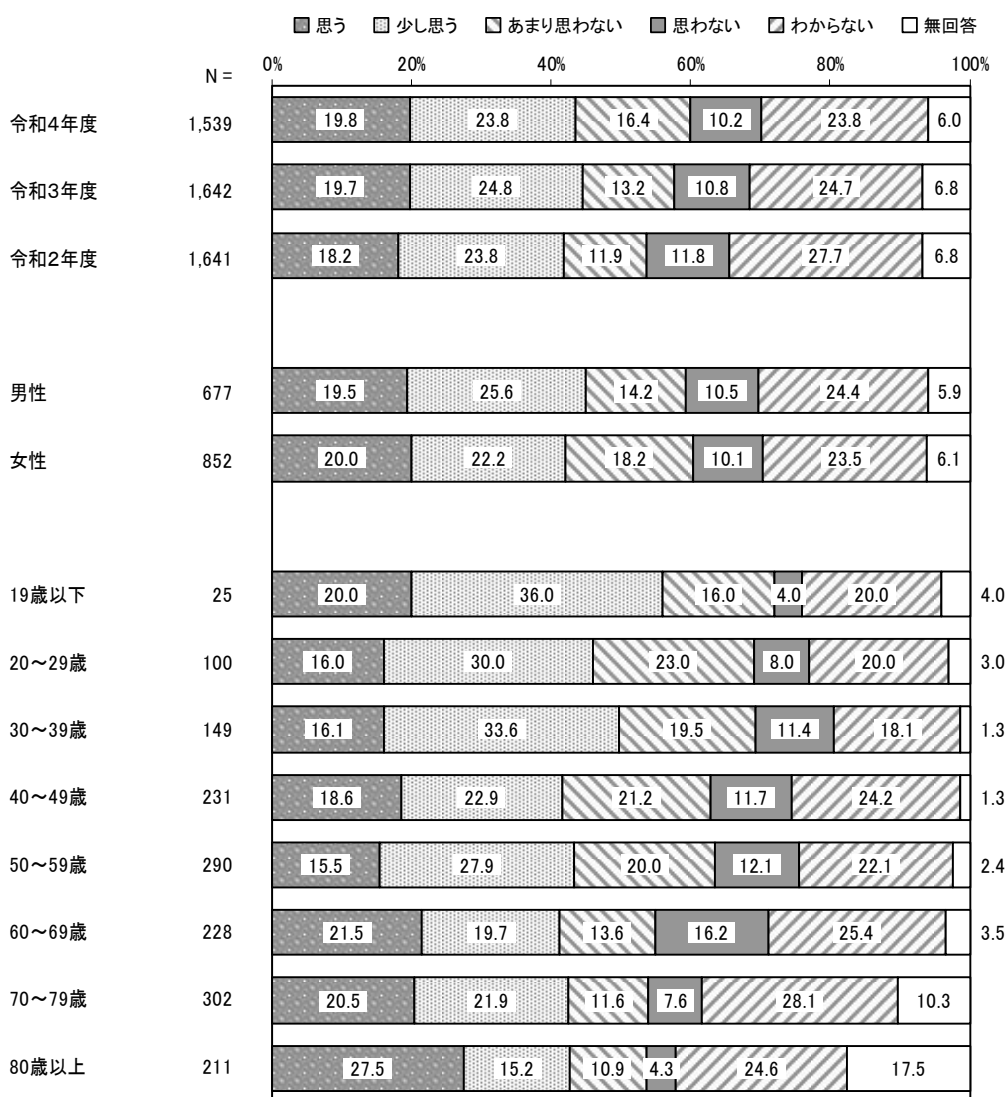 思う 少し思う あまり思わない 思わない わからない 無回答
N = 0% 20% 40% 60% 80% 100%
令和4年度 1,539 19.8 23.8 16.4 10.2 23.8 6.0
令和3年度 1,642 19.7 24.8 13.2 10.8 24.7 6.8
令和2年度 1,641 18.2 23.8 11.9 11.8 27.7 6.8
男性 677 19.5 25.6 14.2 10.5 24.4 5.9
女性 852 20.0 22.2 18.2 10.1 23.5 6.1
19歳以下 25 20.0 36.0 16.0 4.0 20.0 4.0
20～29歳 100 16.0 30.0 23.0 8.0 20.0 3.0
30～39歳 149 16.1 33.6 19.5 11.4 18.1 1.3
40～49歳 231 18.6 22.9 21.2 11.7 24.2 1.3
50～59歳 290 15.5 27.9 20.0 12.1 22.1 2.4
60～69歳 228 21.5 19.7 13.6 16.2 25.4 3.5
70～79歳 302 20.5 21.9 11.6 7.6 28.1 10.3
80歳以上 211 27.5 15.2 10.9 4.3 24.6 17.5